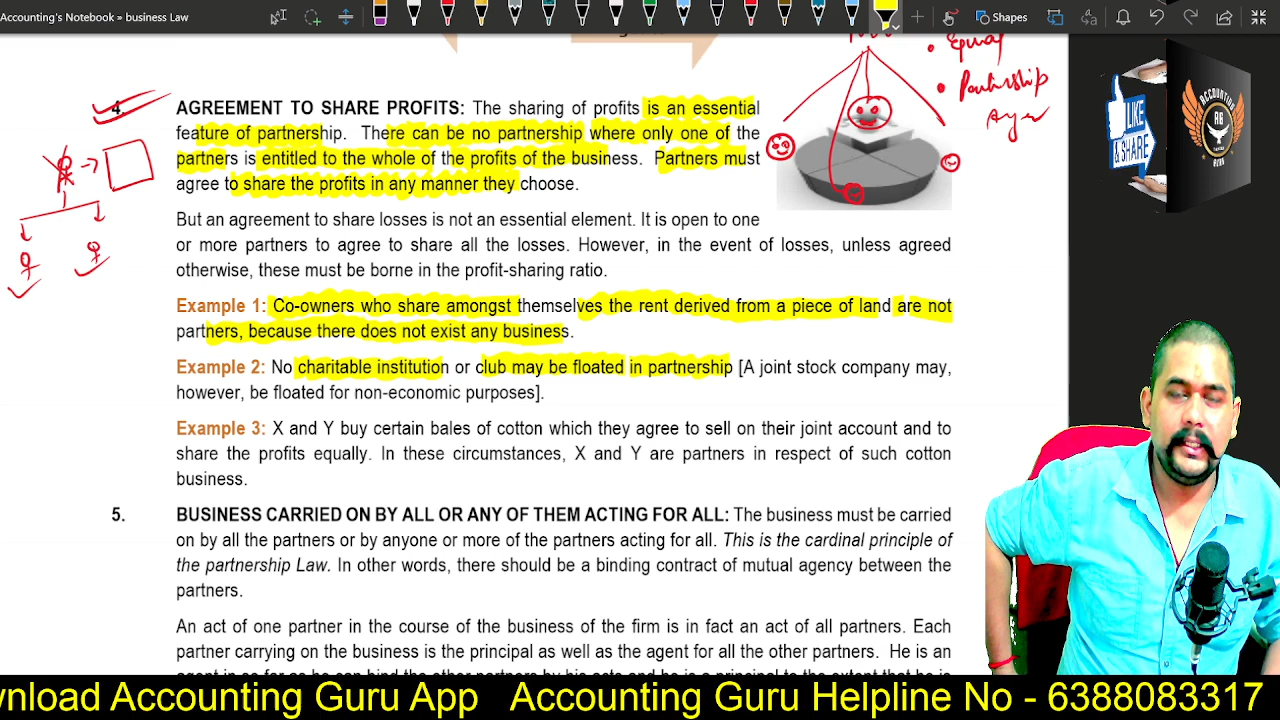 Accounting's Notebook » business Law
Shapes
Equal
Partnership
4. AGREEMENT TO SHARE PROFITS: The sharing of profits is an essential
feature of partnership. There can be no partnership where only one of the
partners is entitled to the whole of the profits of the business. Partners must
agree to share the profits in any manner they choose.
But an agreement to share losses is not an essential element. It is open to one
or more partners to agree to share all the losses. However, in the event of losses, unless agreed
otherwise, these must be borne in the profit-sharing ratio.
Example 1: Co-owners who share amongst themselves the rent derived from a piece of land are not
partners, because there does not exist any business.
Example 2: No charitable institution or club may be floated in partnership [A joint stock company may,
however, be floated for non-economic purposes].
Example 3: X and Y buy certain bales of cotton which they agree to sell on their joint account and to
share the profits equally. In these circumstances, X and Y are partners in respect of such cotton
business.
5. BUSINESS CARRIED ON BY ALL OR ANY OF THEM ACTING FOR ALL: The business must be carried
on by all the partners or by anyone or more of the partners acting for all. This is the cardinal principle of
the partnership Law. In other words, there should be a binding contract of mutual agency between the
partners.
An act of one partner in the course of the business of the firm is in fact an act of all partners. Each
partner carrying on the business is the principal as well as the agent for all the other partners. He is an
LIKE
& SHARE
ACCOUNTING
GURU
wnload Accounting Guru App Accounting Guru Helpline No - 6388083317